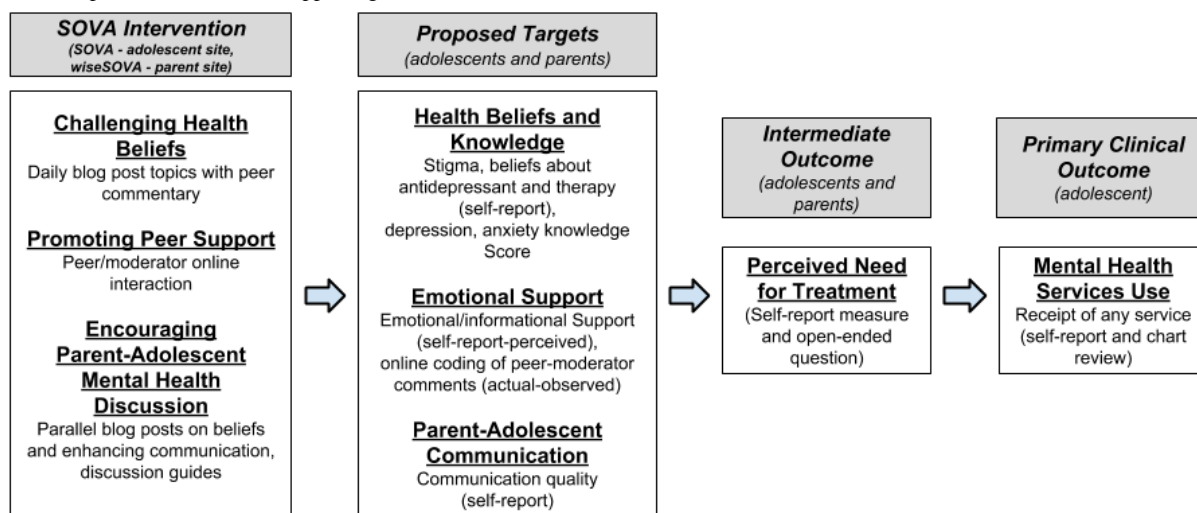 SOVA Intervention
(SOVA - adolescent site,
wiseSOVA - parent site)
Challenging Health
Beliefs
Daily blog post topics with peer
commentary
Promoting Peer Support
Peer/moderator online
interaction
Encouraging
Parent-Adolescent
Mental Health
Discussion
Parallel blog posts on beliefs
and enhancing communication,
discussion guides
Proposed Targets
(adolescents and parents)
Health Beliefs and
Knowledge
Stigma, beliefs about
antidepressant and therapy
(self-report),
depression, anxiety knowledge
Score
Emotional Support
Emotional/informational Support
(self-report-perceived),
online coding of peer-moderator
comments (actual-observed)
Parent-Adolescent
Communication
Communication quality
(self-report)
Intermediate
Outcome
(adolescents and
parents)
Perceived Need
for Treatment
(Self-report measure
and open-ended
question)
Primary Clinical
Outcome
(adolescent)
Mental Health
Services Use
Receipt of any service
(self-report and chart
review)